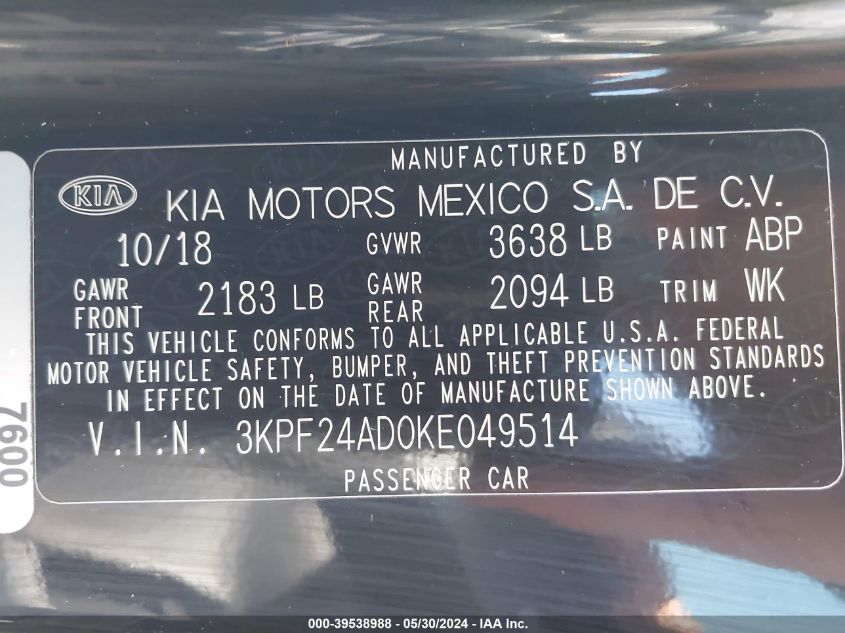 MANUFACTURED BY
KIA KIA MOTORS MEXICO S.A. DE C.V.
10/18 GVWR 3638 LB PAINT ABP
GAWR FRONT 2183 LB GAWR REAR 2094 LB TRIM WK
THIS VEHICLE CONFORMS TO ALL APPLICABLE U.S.A. FEDERAL
MOTOR VEHICLE SAFETY, BUMPER, AND THEFT PREVENTION STANDARDS
IN EFFECT ON THE DATE OF MANUFACTURE SHOWN ABOVE.
V.I.N. 3KPF24AD0KE049514
PASSENGER CAR
7600
000-39538988 - 05/30/2024 - IAA Inc.